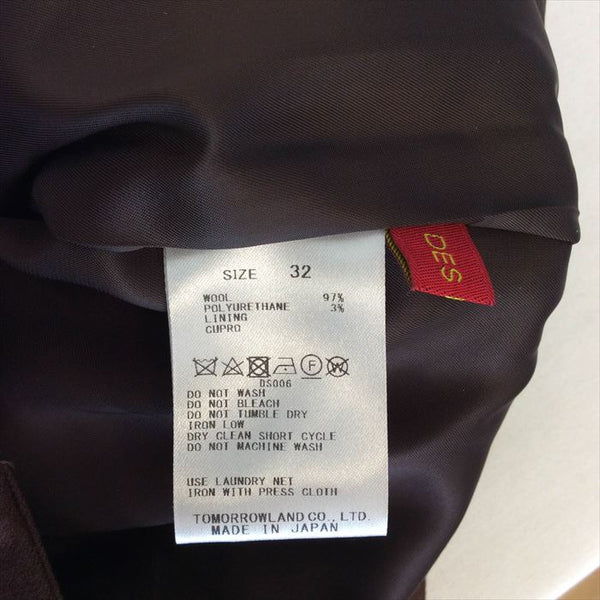 SIZE 32
WOOL 97%
POLYURETHANE 3%
LINING
CUPRO
F W
DS006
DO NOT WASH
DO NOT BLEACH
DO NOT TUMBLE DRY
IRON LOW
DRY CLEAN SHORT CYCLE
DO NOT MACHINE WASH
USE LAUNDRY NET
IRON WITH PRESS CLOTH
TOMORROWLAND CO., LTD.
MADE IN JAPAN
DES